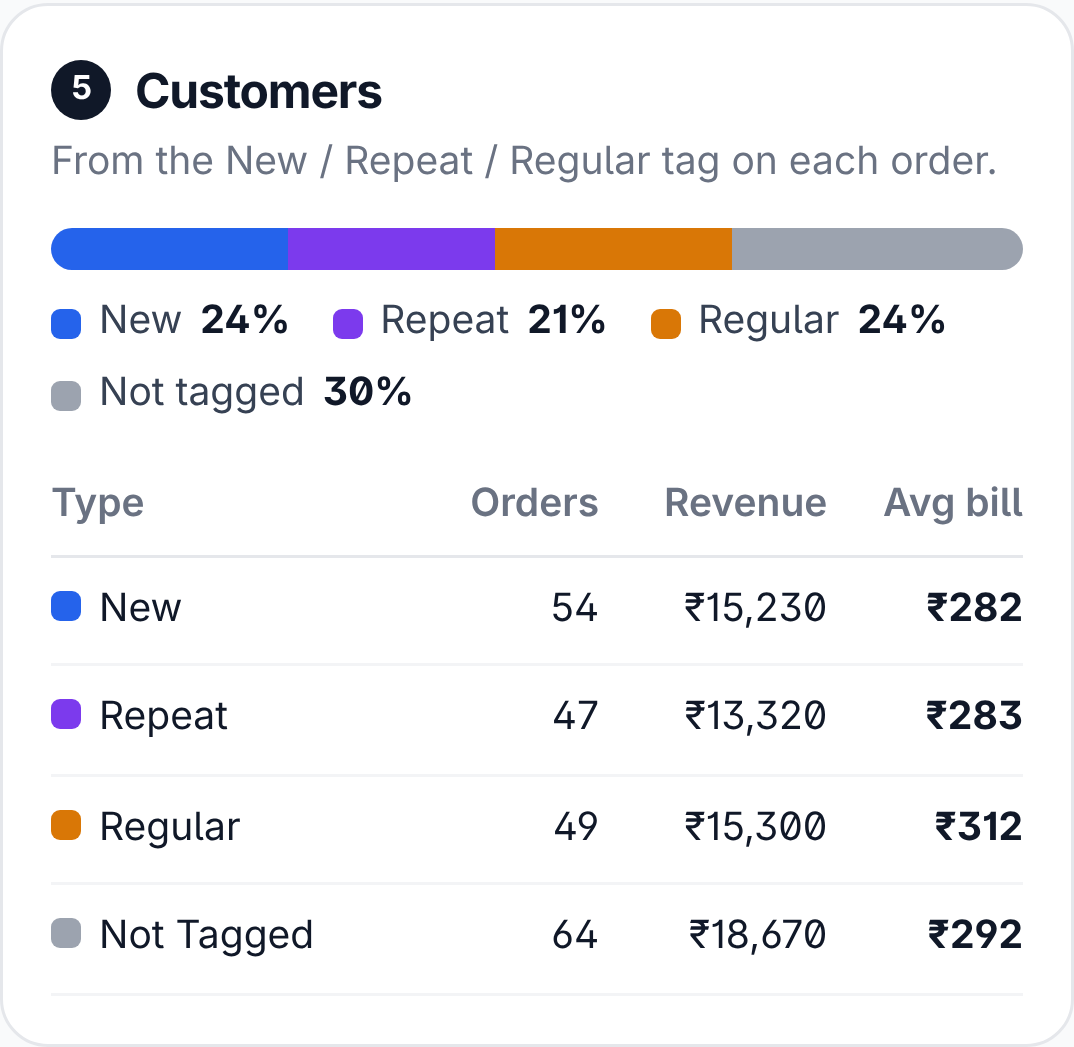 5 Customers
From the New / Repeat / Regular tag on each order.
New 24% Repeat 21% Regular 24%
Not tagged 30%
Type Orders Revenue Avg bill
New 54 ₹15,230 ₹282
Repeat 47 ₹13,320 ₹283
Regular 49 ₹15,300 ₹312
Not Tagged 64 ₹18,670 ₹292